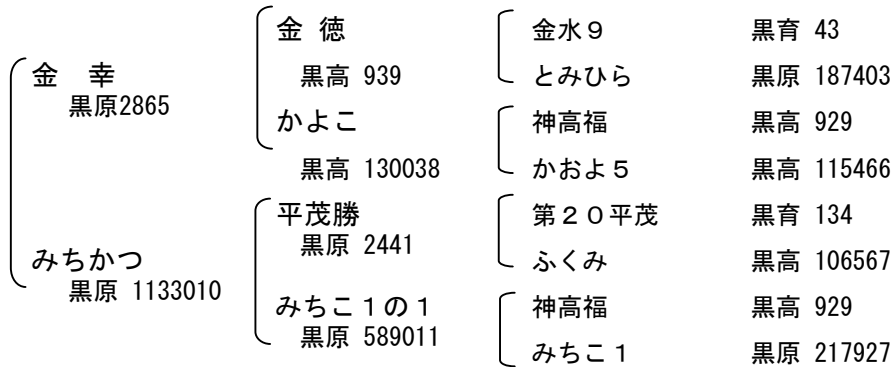 金 幸
黒原2865
みちかつ
黒原 1133010
金 徳
黒高 939
かよこ
黒高 130038
平茂勝
黒原 2441
みちこ1の1
黒原 589011
金水9 黒育 43
とみひら 黒原 187403
神高福 黒高 929
かおよ5 黒高 115466
第20平茂 黒育 134
ふくみ 黒高 106567
神高福 黒高 929
みちこ1 黒原 217927